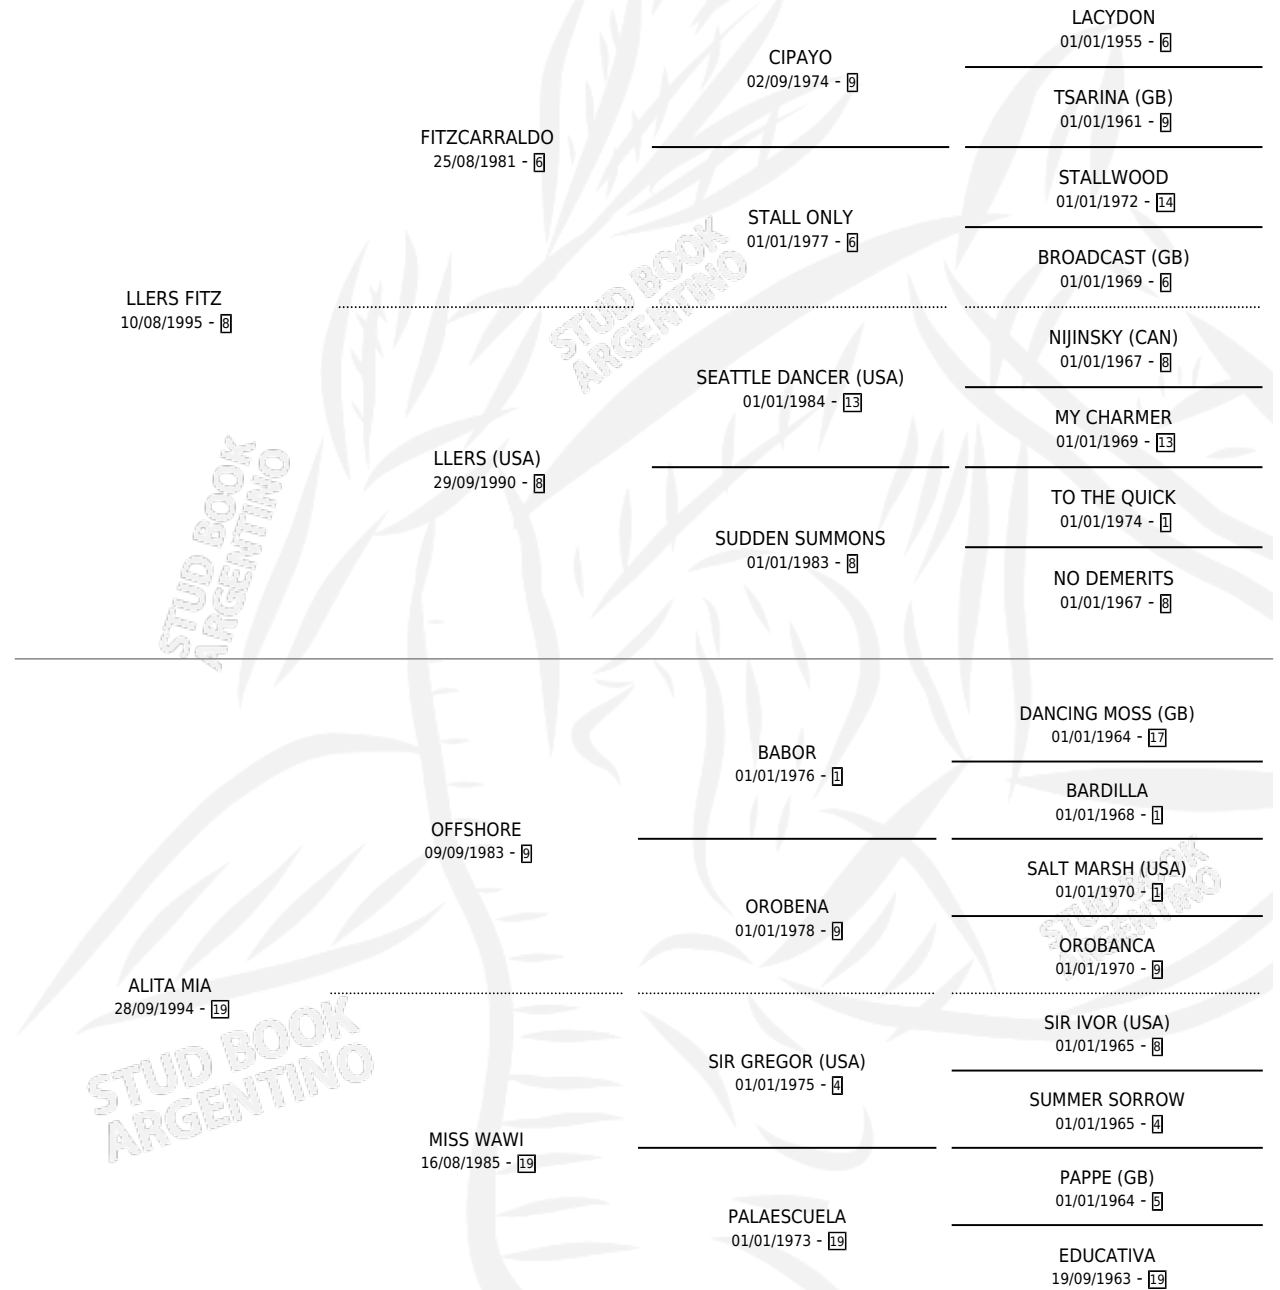 LACYDON
01/01/1955 - 6
CIPAYO
02/09/1974 - 9
TSARINA (GB)
01/01/1961 - 9
FITZCARRALDO
25/08/1981 - 6
STALLWOOD
01/01/1972 - 14
STALL ONLY
01/01/1977 - 6
BROADCAST (GB)
01/01/1969 - 6
LLERS FITZ
10/08/1995 - 8
STUD BOOK
ARGENTINO
NIJINSKY (CAN)
01/01/1967 - 8
SEATTLE DANCER (USA)
01/01/1984 - 13
MY CHARMER
01/01/1969 - 13
LLERS (USA)
29/09/1990 - 8
TO THE QUICK
01/01/1974 - 1
SUDDEN SUMMONS
01/01/1983 - 8
NO DEMERITS
01/01/1967 - 8
STUD BOOK
ARGENTINO
DANCING MOSS (GB)
01/01/1964 - 17
BABOR
01/01/1976 - 1
BARDILLA
01/01/1968 - 1
OFFSHORE
09/09/1983 - 9
SALT MARSH (USA)
01/01/1970 - 1
OROBENA
01/01/1978 - 9
STUD BOOK
ARGENTINO
OROBANCA
01/01/1970 - 9
ALITA MIA
28/09/1994 - 19
SIR IVOR (USA)
01/01/1965 - 8
STUD BOOK
ARGENTINO
SIR GREGOR (USA)
01/01/1975 - 4
SUMMER SORROW
01/01/1965 - 4
MISS WAWI
16/08/1985 - 19
PAPPE (GB)
01/01/1964 - 5
PALAESCUELA
01/01/1973 - 19
EDUCATIVA
19/09/1963 - 19